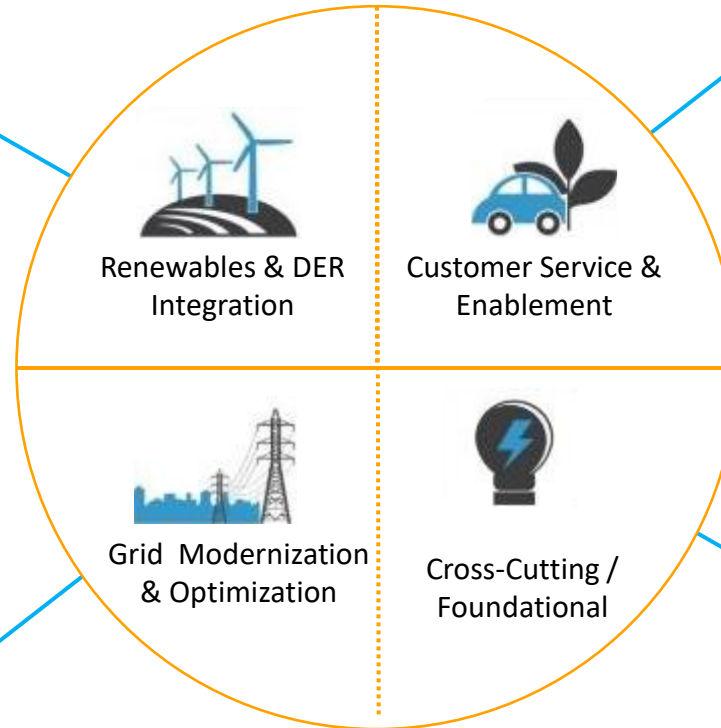 Renewables & DER
Integration
Customer Service &
Enablement
Grid  Modernization
& Optimization
Cross-Cutting /
Foundational